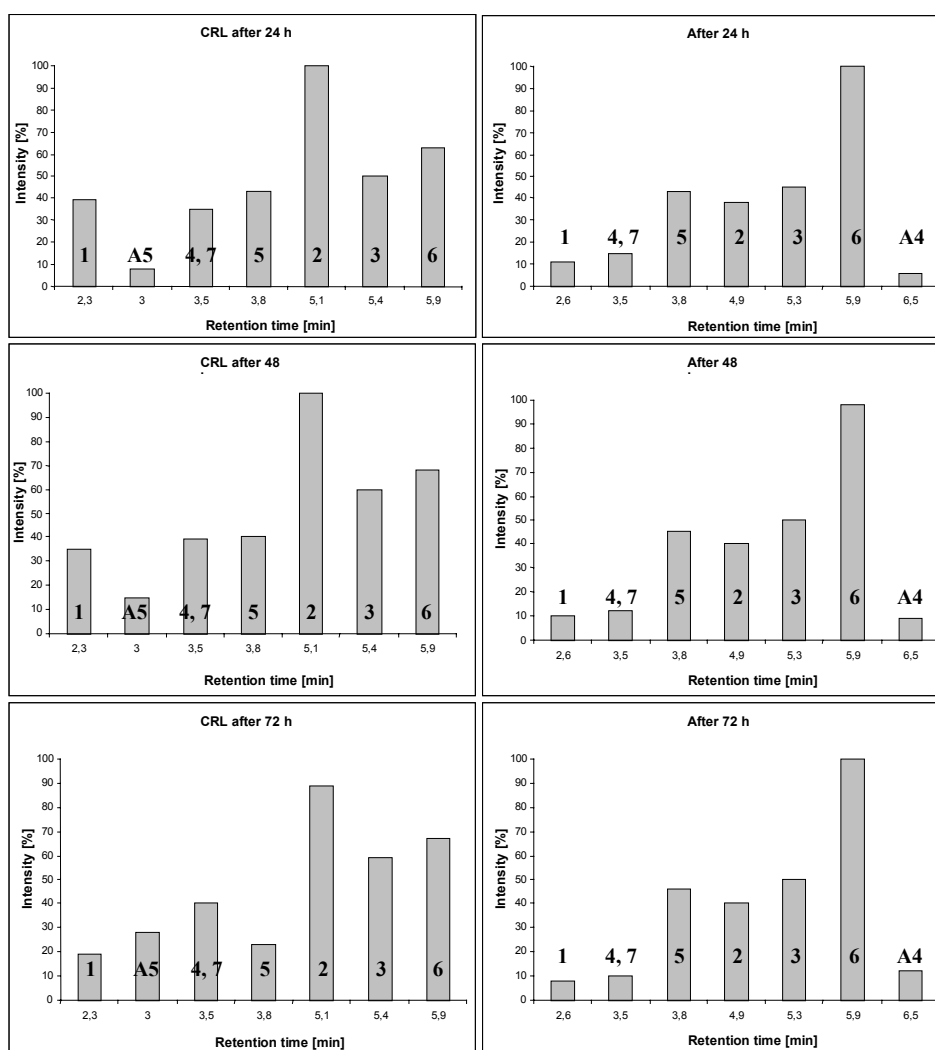 CRL after 24 h
Intensity [%]
100
90
80
70
60
50
40
30
20
10
0
1 A5 4, 7 5 2 3 6
2,3 3 3,5 3,8 5,1 5,4 5,9
Retention time [min]
After 24 h
Intensity [%]
100
90
80
70
60
50
40
30
20
10
0
1 4, 7 5 2 3 6 A4
2,6 3,5 3,8 4,9 5,3 5,9 6,5
Retention time [min]
CRL after 48
Intensity [%]
100
90
80
70
60
50
40
30
20
10
0
1 A5 4, 7 5 2 3 6
2,3 3 3,5 3,8 5,1 5,4 5,9
Retention time [min]
After 48
Intensity [%]
100
90
80
70
60
50
40
30
20
10
0
1 4, 7 5 2 3 6 A4
2,6 3,5 3,8 4,9 5,3 5,9 6,5
Retention time [min]
CRL after 72 h
Intensity [%]
100
90
80
70
60
50
40
30
20
10
0
1 A5 4, 7 5 2 3 6
2,3 3 3,5 3,8 5,1 5,4 5,9
Retention time [min]
After 72 h
Intensity [%]
100
90
80
70
60
50
40
30
20
10
0
1 4, 7 5 2 3 6 A4
2,6 3,5 3,8 4,9 5,3 5,9 6,5
Retention time [min]